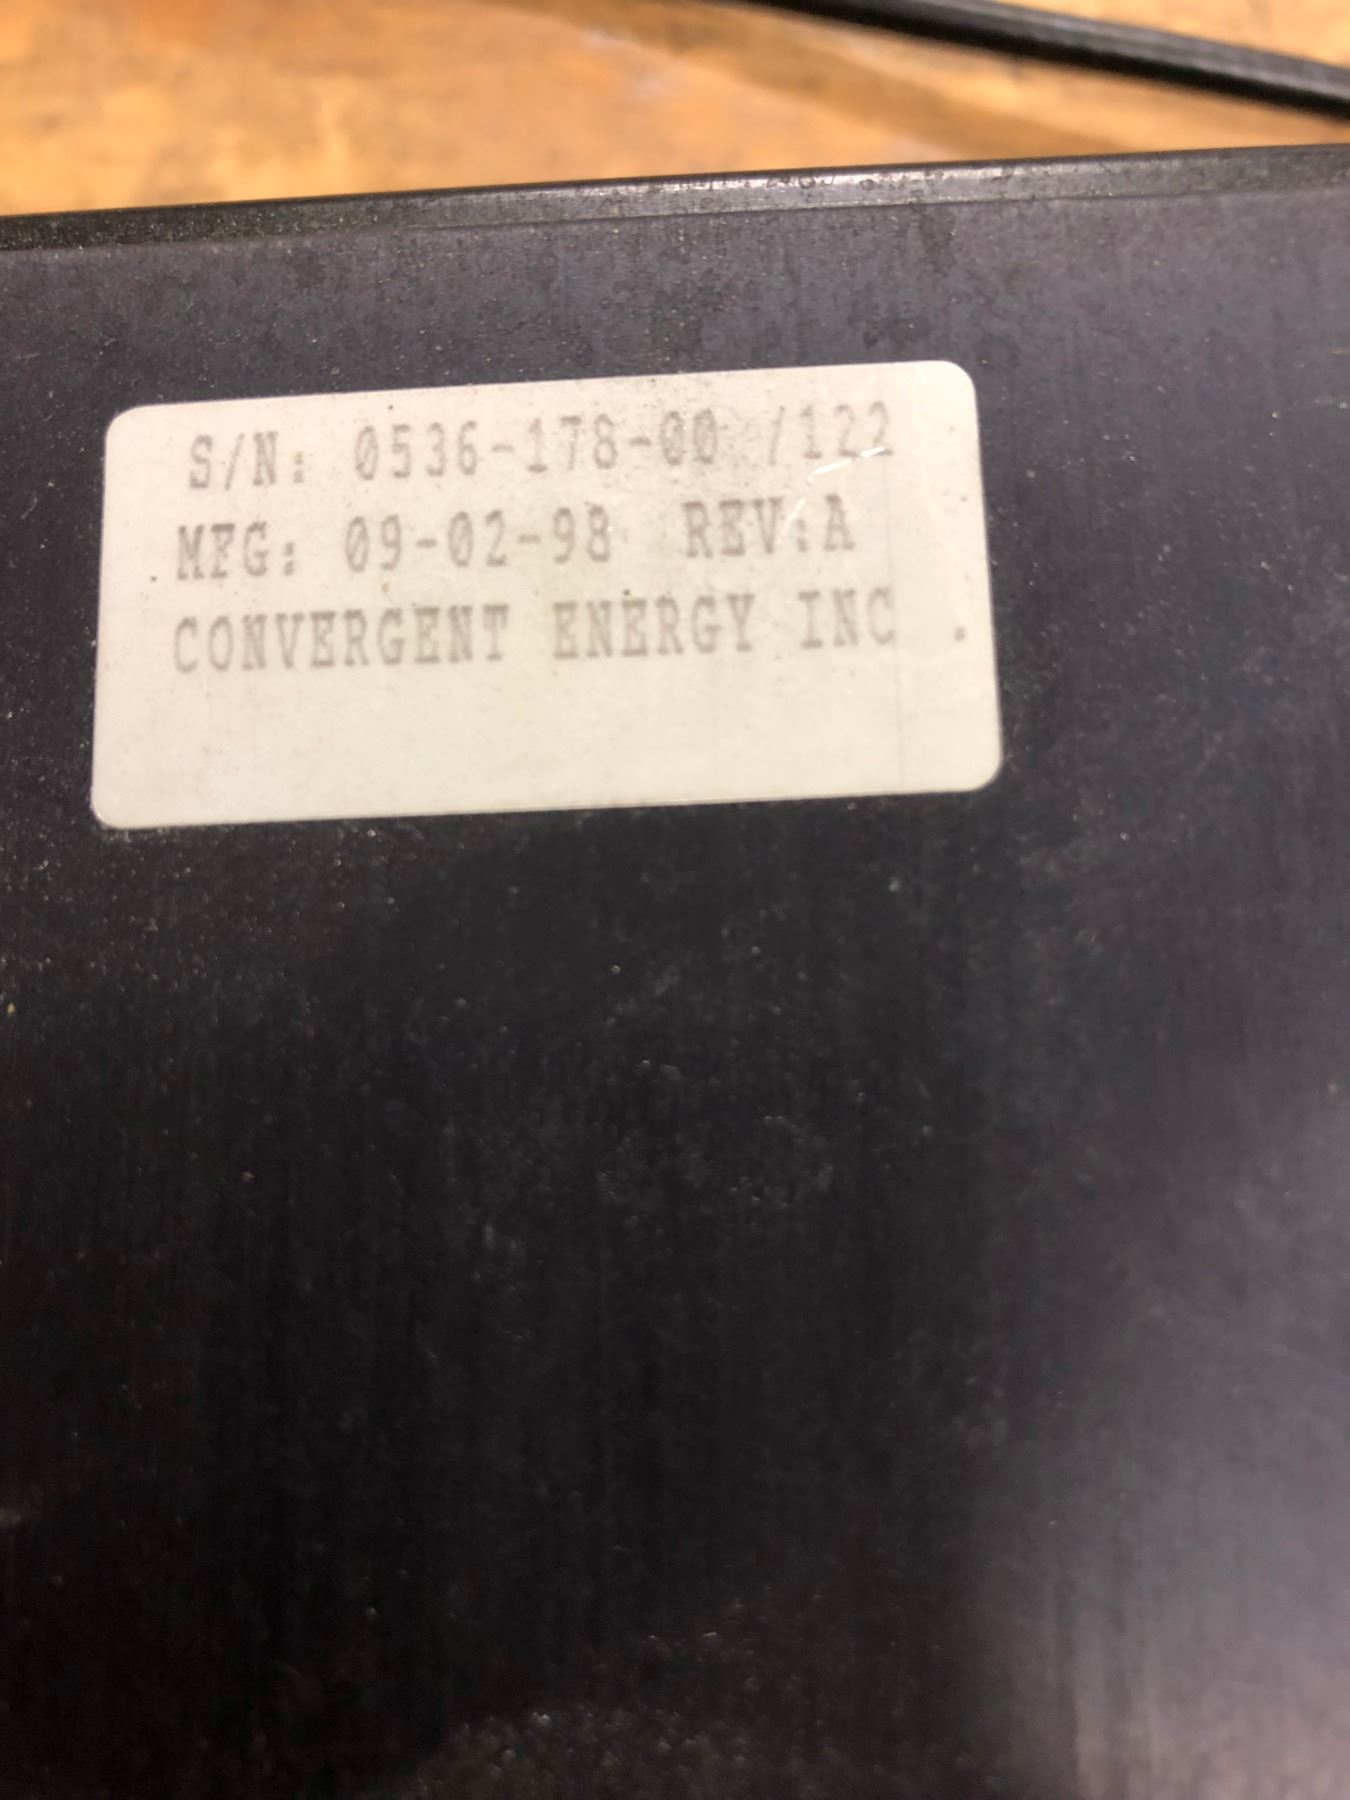 S/N: 0536-178-00 /122
MFG: 09-02-98 REV:A
CONVERGENT ENERGY INC .